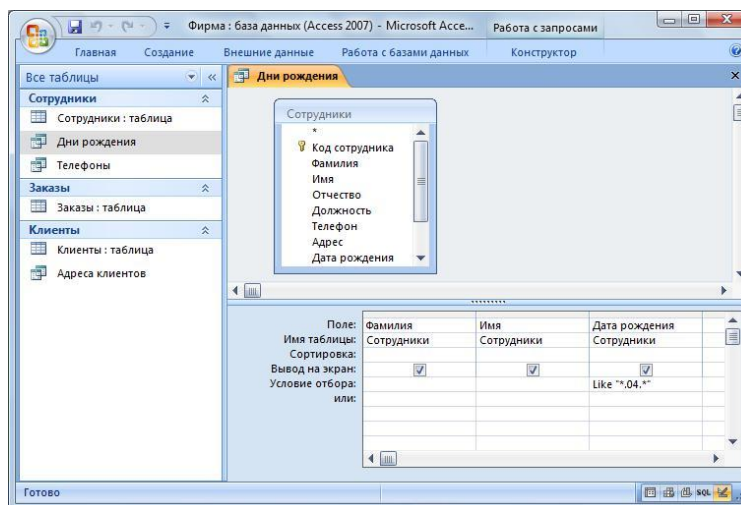 Фирма : база данных (Access 2007) - Microsoft Acce...
Работа с запросами
Главная Создание Внешние данные Работа с базами данных Конструктор
Все таблицы
Сотрудники
Сотрудники : таблица
Дни рождения
Телефоны
Заказы
Заказы : таблица
Клиенты
Клиенты : таблица
Адреса клиентов
Дни рождения
Сотрудники
*
Код сотрудника
Фамилия
Имя
Отчество
Должность
Телефон
Адрес
Дата рождения
Поле: Фамилия Имя Дата рождения
Имя таблицы: Сотрудники Сотрудники Сотрудники
Сортировка:
Вывод на экран:
Условие отбора: Like "*.04.*"
или:
Готово
SQL